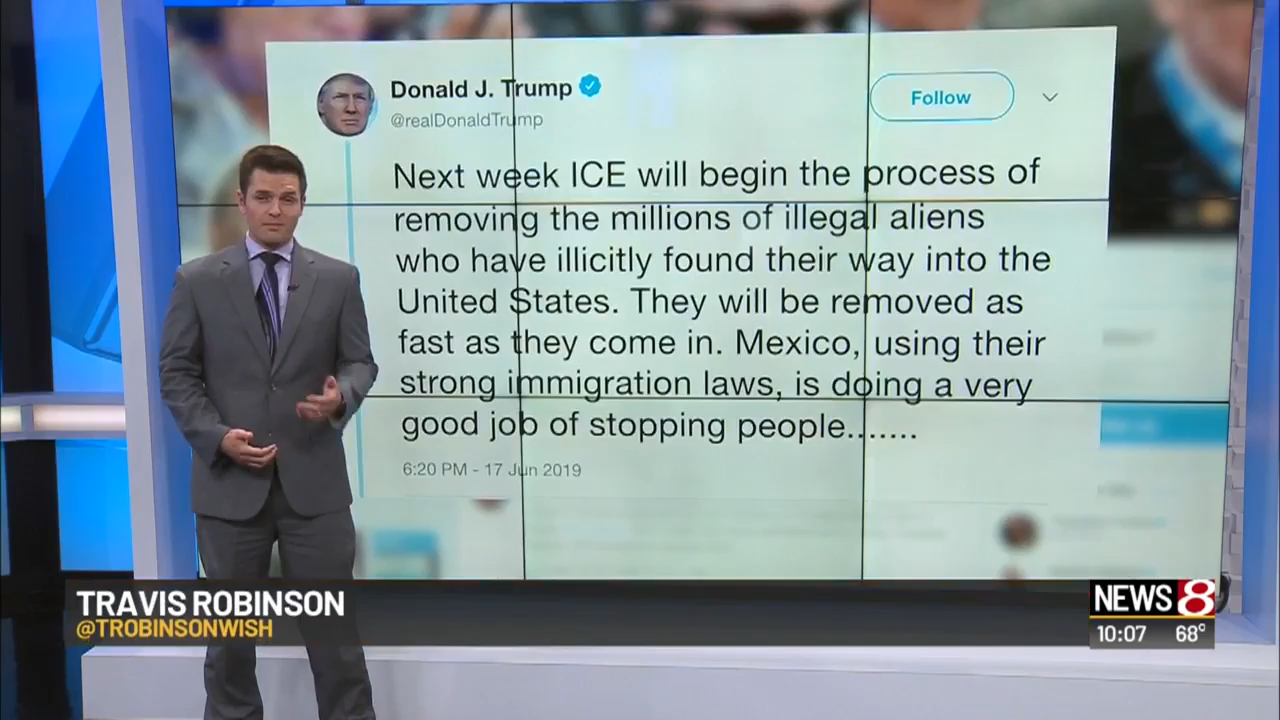 Donald J. Trump
@realDonaldTrump
Follow
Next week ICE will begin the process of
removing the millions of illegal aliens
who have illicitly found their way into the
United States. They will be removed as
fast as they come in. Mexico, using their
strong immigration laws, is doing a very
good job of stopping people.......
6:20 PM - 17 Jun 2019
TRAVIS ROBINSON
@TROBINSONWISH
NEWS 8
10:07 68°